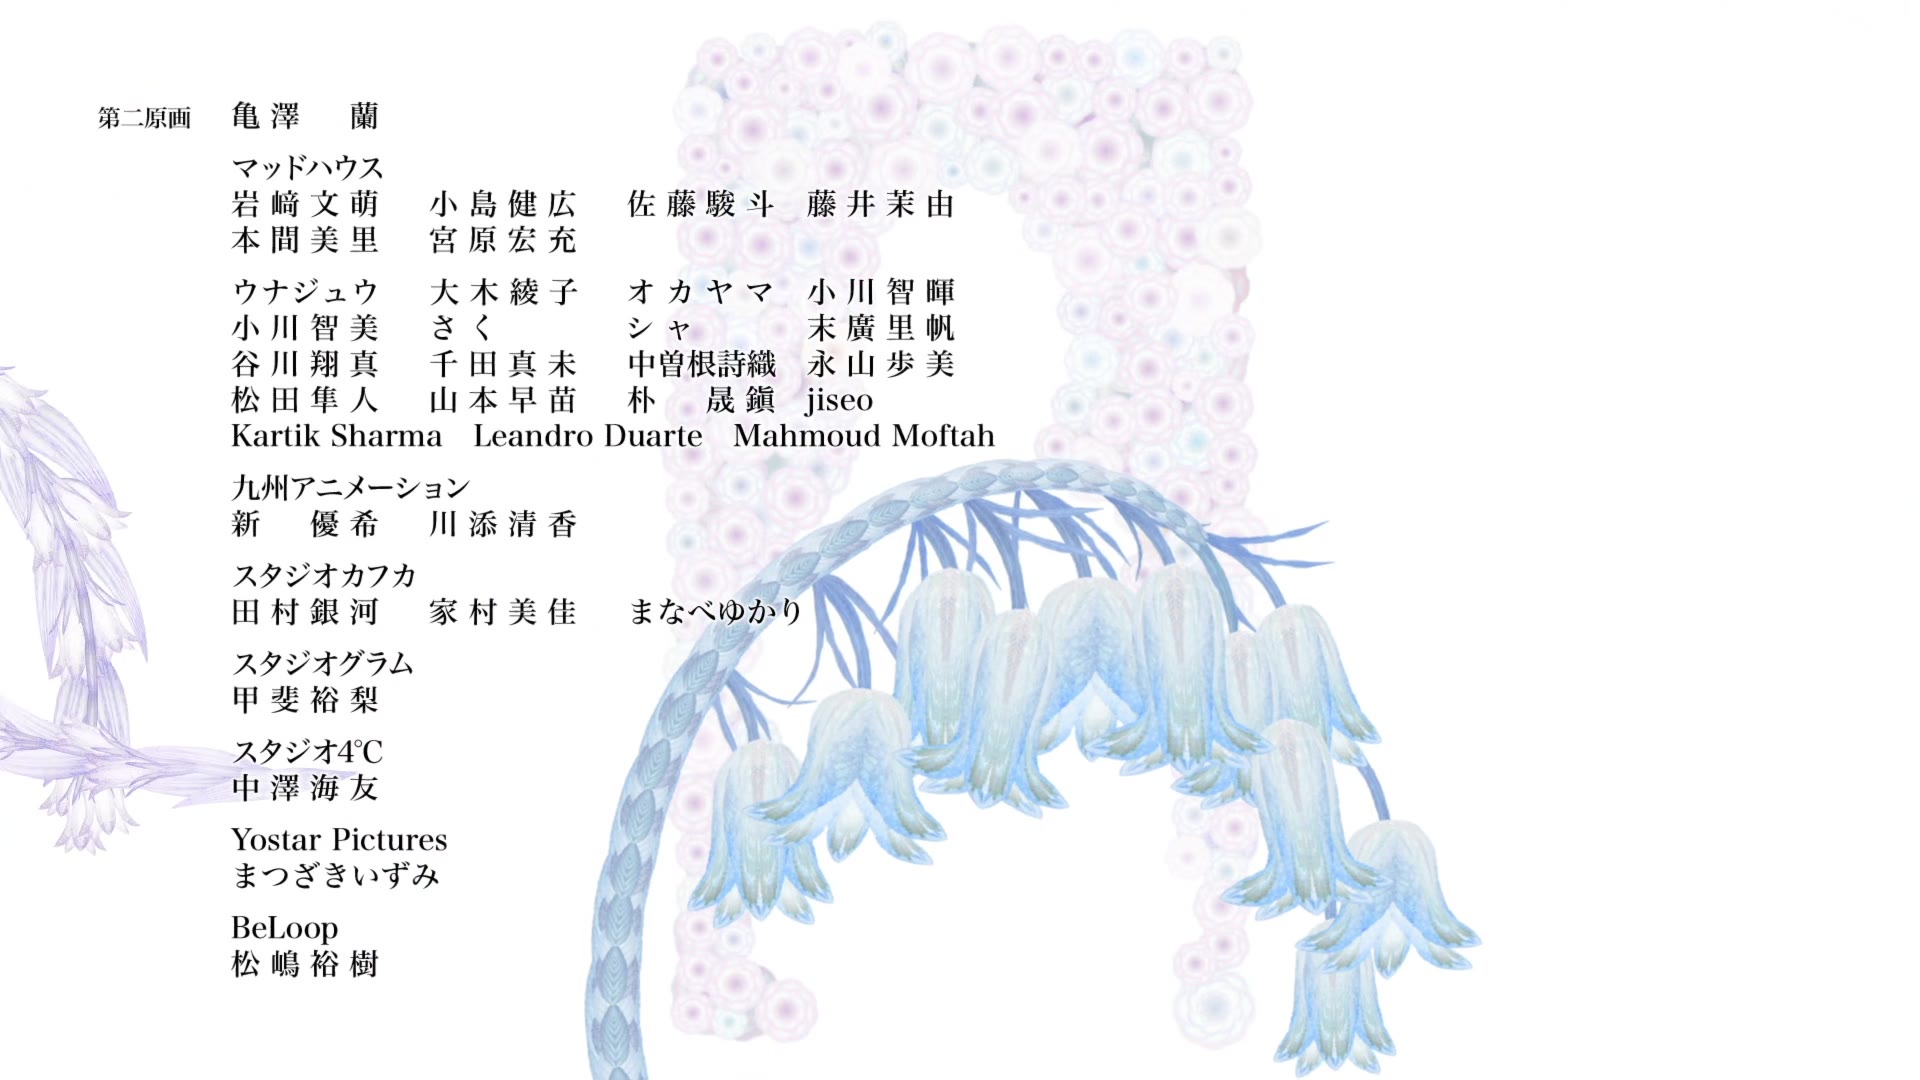 第二原画 亀澤 蘭
マッドハウス
岩﨑文萌 小島健広 佐藤駿斗 藤井茉由
本間美里 宮原宏充
ウナジュウ 大木綾子 オカヤマ 小川智暉
小川智美 さく シャ 末廣里帆
谷川翔真 千田真未 中曽根詩織 永山歩美
松田隼人 山本早苗 朴 晟鎭 jiseo
Kartik Sharma Leandro Duarte Mahmoud Moftah
九州アニメーション
新 優希 川添清香
スタジオカフカ
田村銀河 家村美佳 まなべゆかり
スタジオグラム
甲斐裕梨
スタジオ4℃
中澤海友
Yostar Pictures
まつざきいずみ
BeLoop
松嶋裕樹